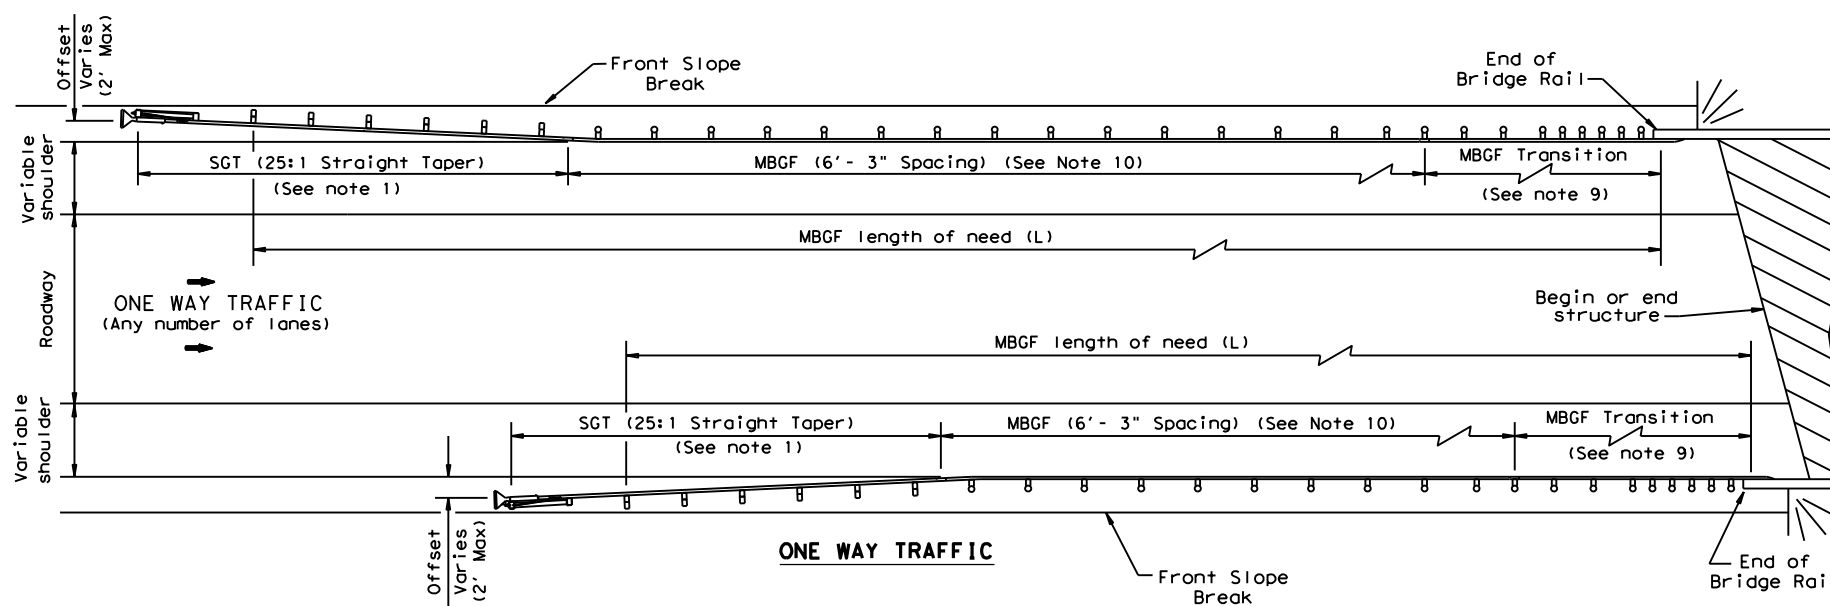 Offset
Varies
(2' Max)
Front Slope
Break
End of
Bridge Rail
Variable
shoulder
SGT (25:1 Straight Taper)
(See note 1)
MBGF (6'- 3" Spacing) (See Note 10)
MBGF Transition
(See note 9)
MBGF length of need (L)
Roadway
ONE WAY TRAFFIC
(Any number of lanes)
Begin or end
structure
MBGF length of need (L)
Variable
shoulder
SGT (25:1 Straight Taper)
(See note 1)
MBGF (6'- 3" Spacing) (See Note 10)
MBGF Transition
(See note 9)
Offset
Varies
(2' Max)
ONE WAY TRAFFIC
Front Slope
Break
End of
Bridge Rai